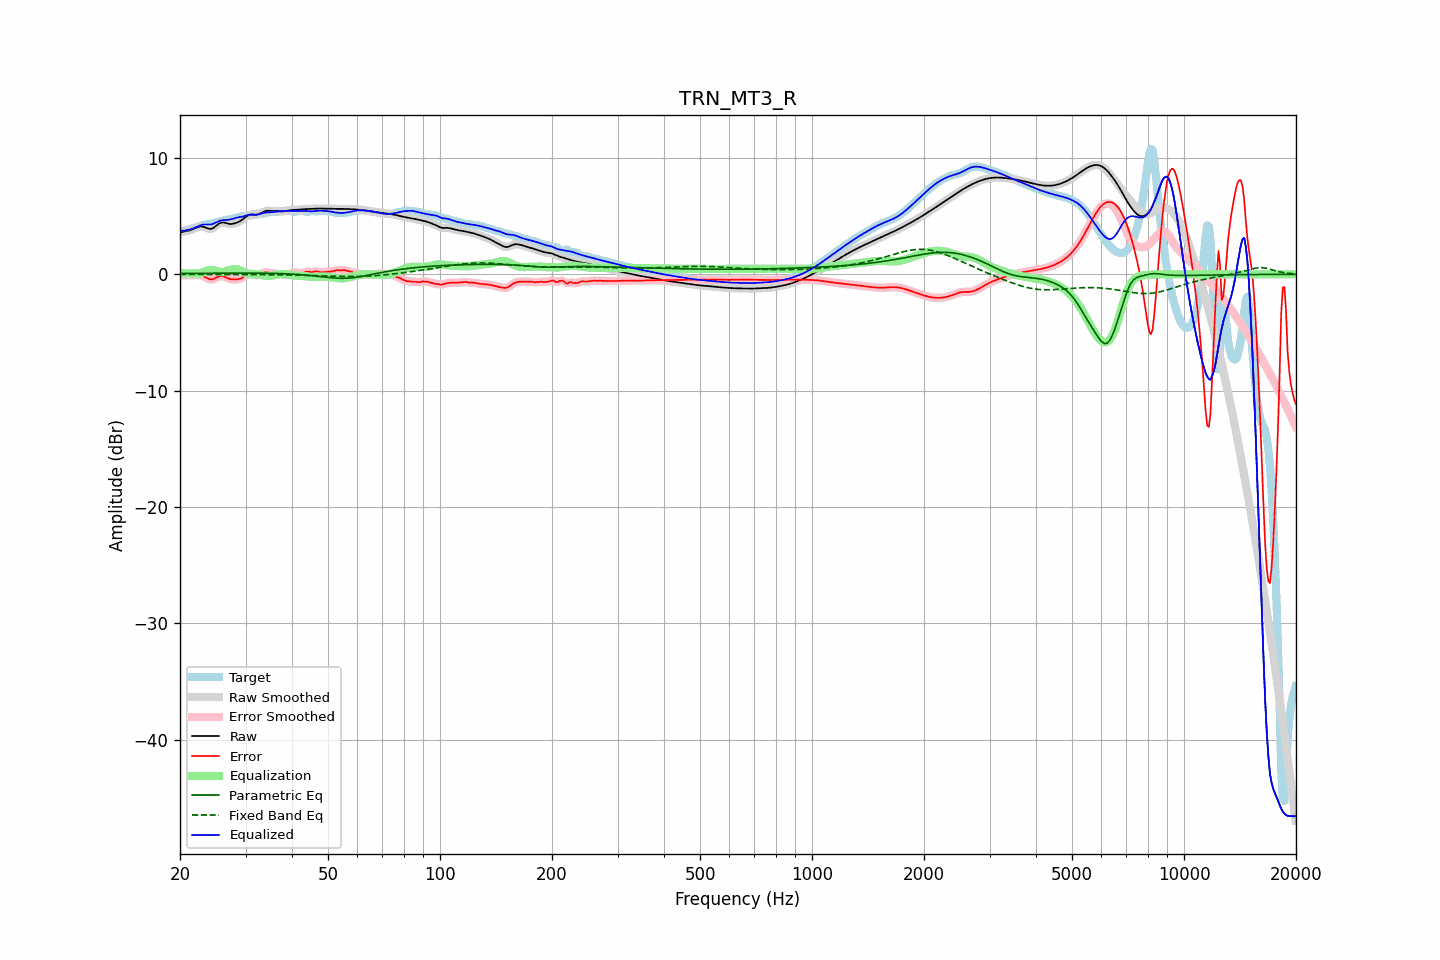 TRN_MT3_R
10
0
−10
−20
−30
−40
Amplitude (dBr)
Target
Raw Smoothed
Error Smoothed
Raw
Error
Equalization
Parametric Eq
Fixed Band Eq
Equalized
20 50 100 200 500 1000 2000 5000 10000 20000
Frequency (Hz)